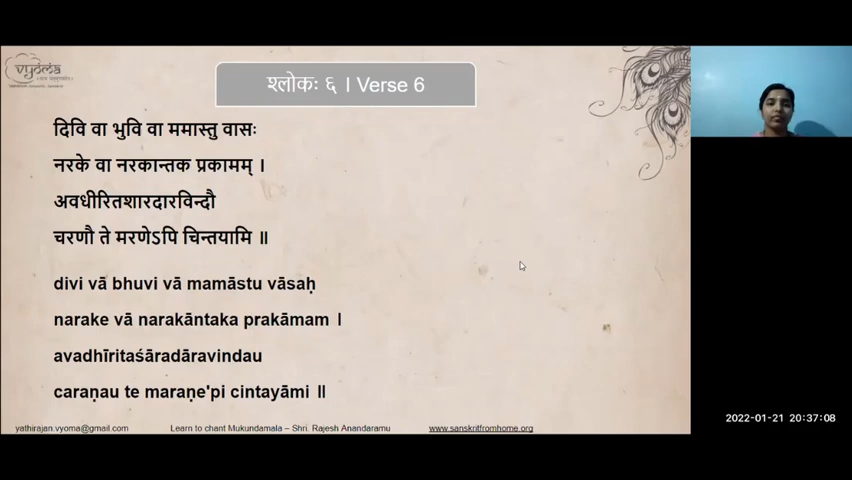 vyoma
श्लोकः ६ । Verse 6
दिवि वा भुवि वा ममास्तु वासः
नरके वा नरकान्तक प्रकामम् ।
अवधीरितशारदारविन्दौ
चरणौ ते मरणेऽपि चिन्तयामि ॥
divi vā bhuvi vā mamāstu vāsaḥ
narake vā narakāntaka prakāmam ।
avadhīritaśāradāravindau
caraṇau te maraṇe'pi cintayāmi ॥
yathirajan.vyoma@gmail.com Learn to chant Mukundamala – Shri. Rajesh Anandaramu www.sanskritfromhome.org
2022-01-21 20:37:08